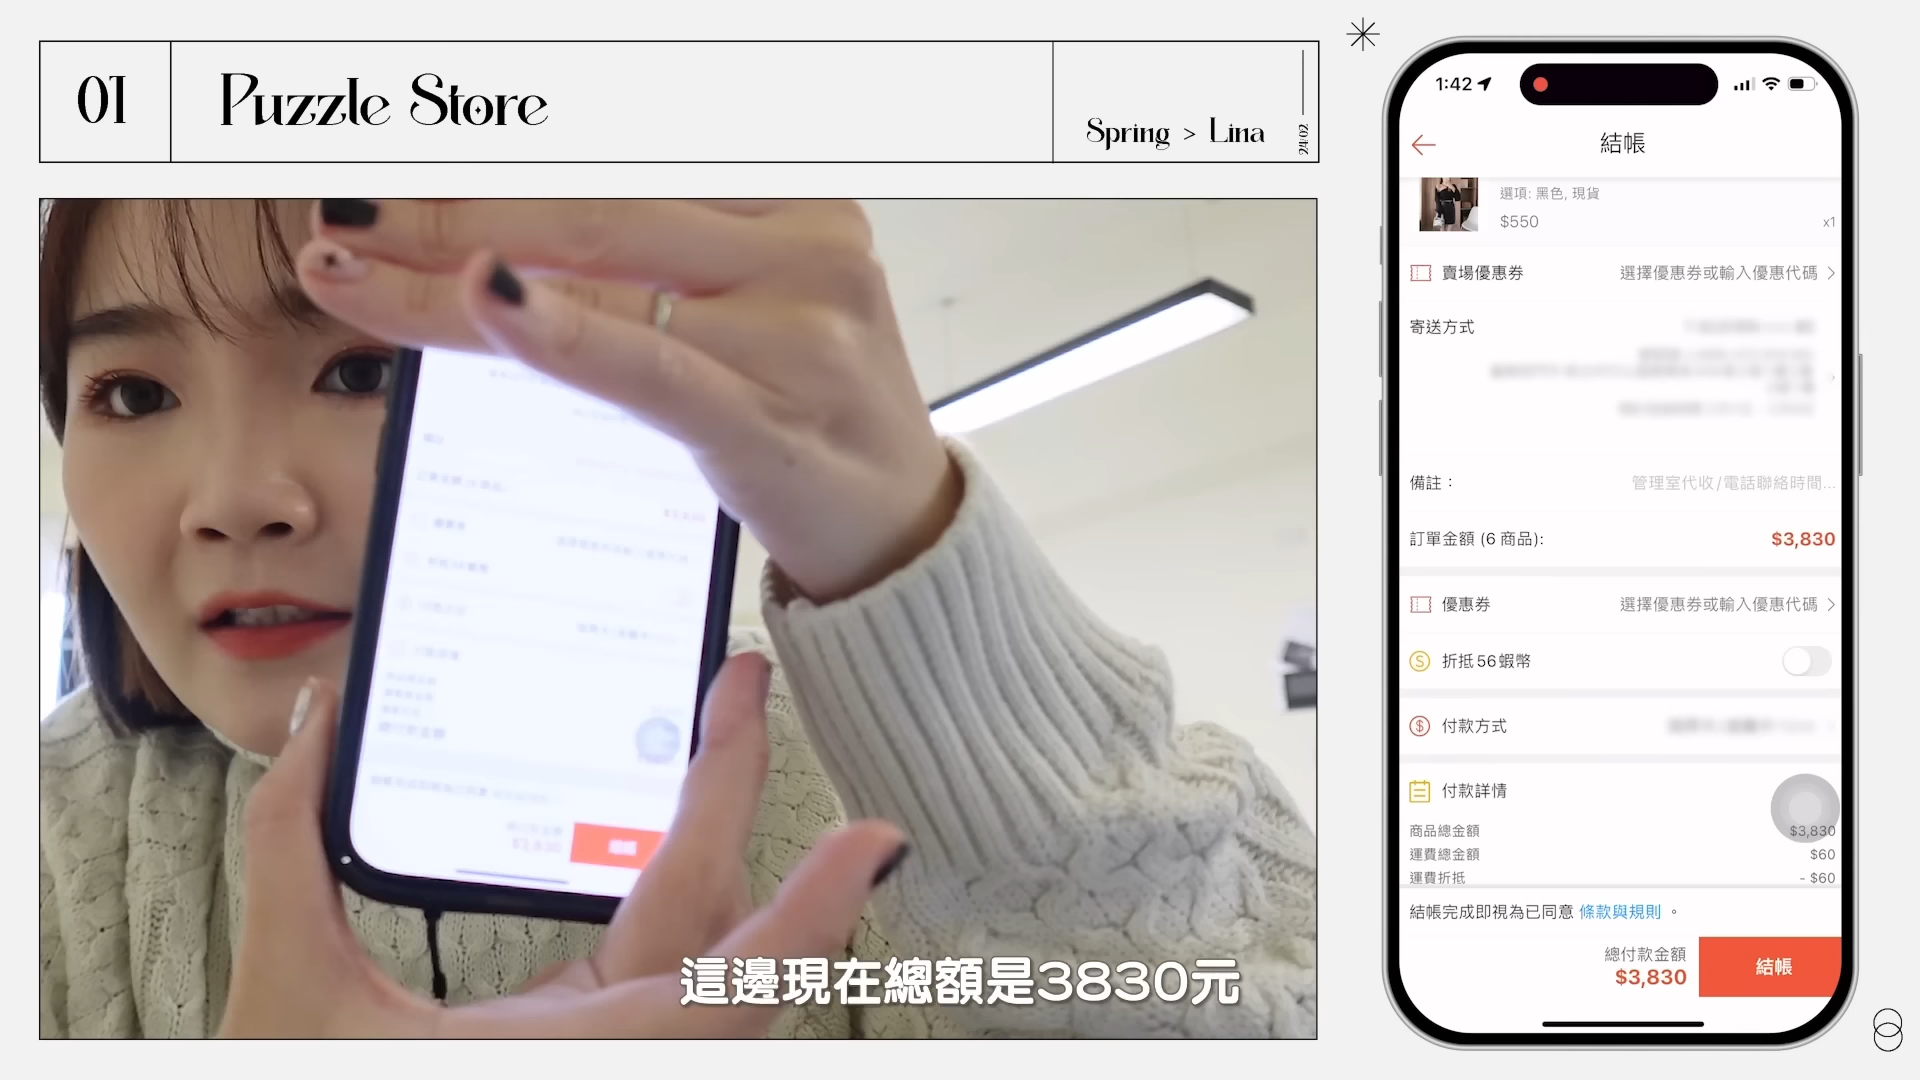 01
Puzzle Store
Spring > Lina
24/02
這邊現在總額是3830元
1:42
結帳
選項: 黑色, 現貨
$550
x1
賣場優惠券
選擇優惠券或輸入優惠代碼 >
寄送方式
備註：
管理室代收/電話聯絡時間...
訂單金額 (6 商品):
$3,830
優惠券
選擇優惠券或輸入優惠代碼 >
折抵56蝦幣
付款方式
付款詳情
商品總金額
$3,830
運費總金額
$60
運費折抵
- $60
結帳完成即視為已同意 條款與規則 。
總付款金額
$3,830
結帳